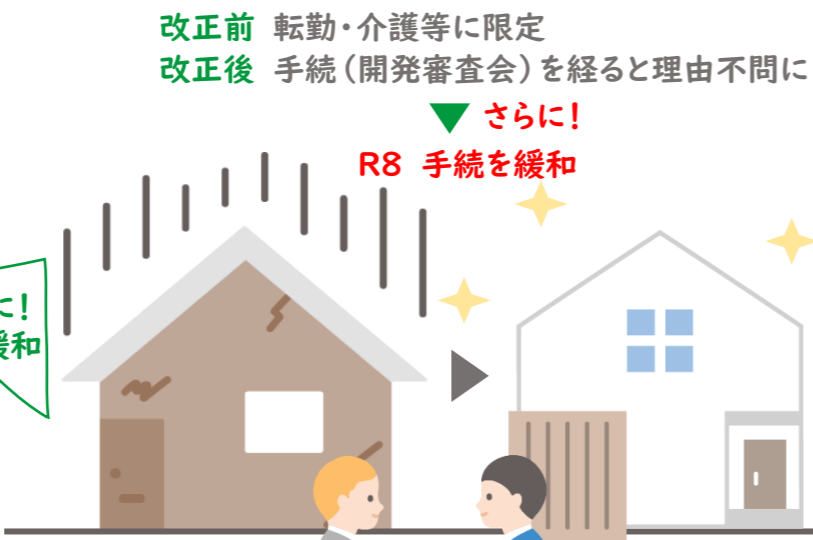 改正前 転勤・介護等に限定
改正後 手続（開発審査会）を経ると理由不問に
さらに！
R8 手続を緩和
に！
緩和